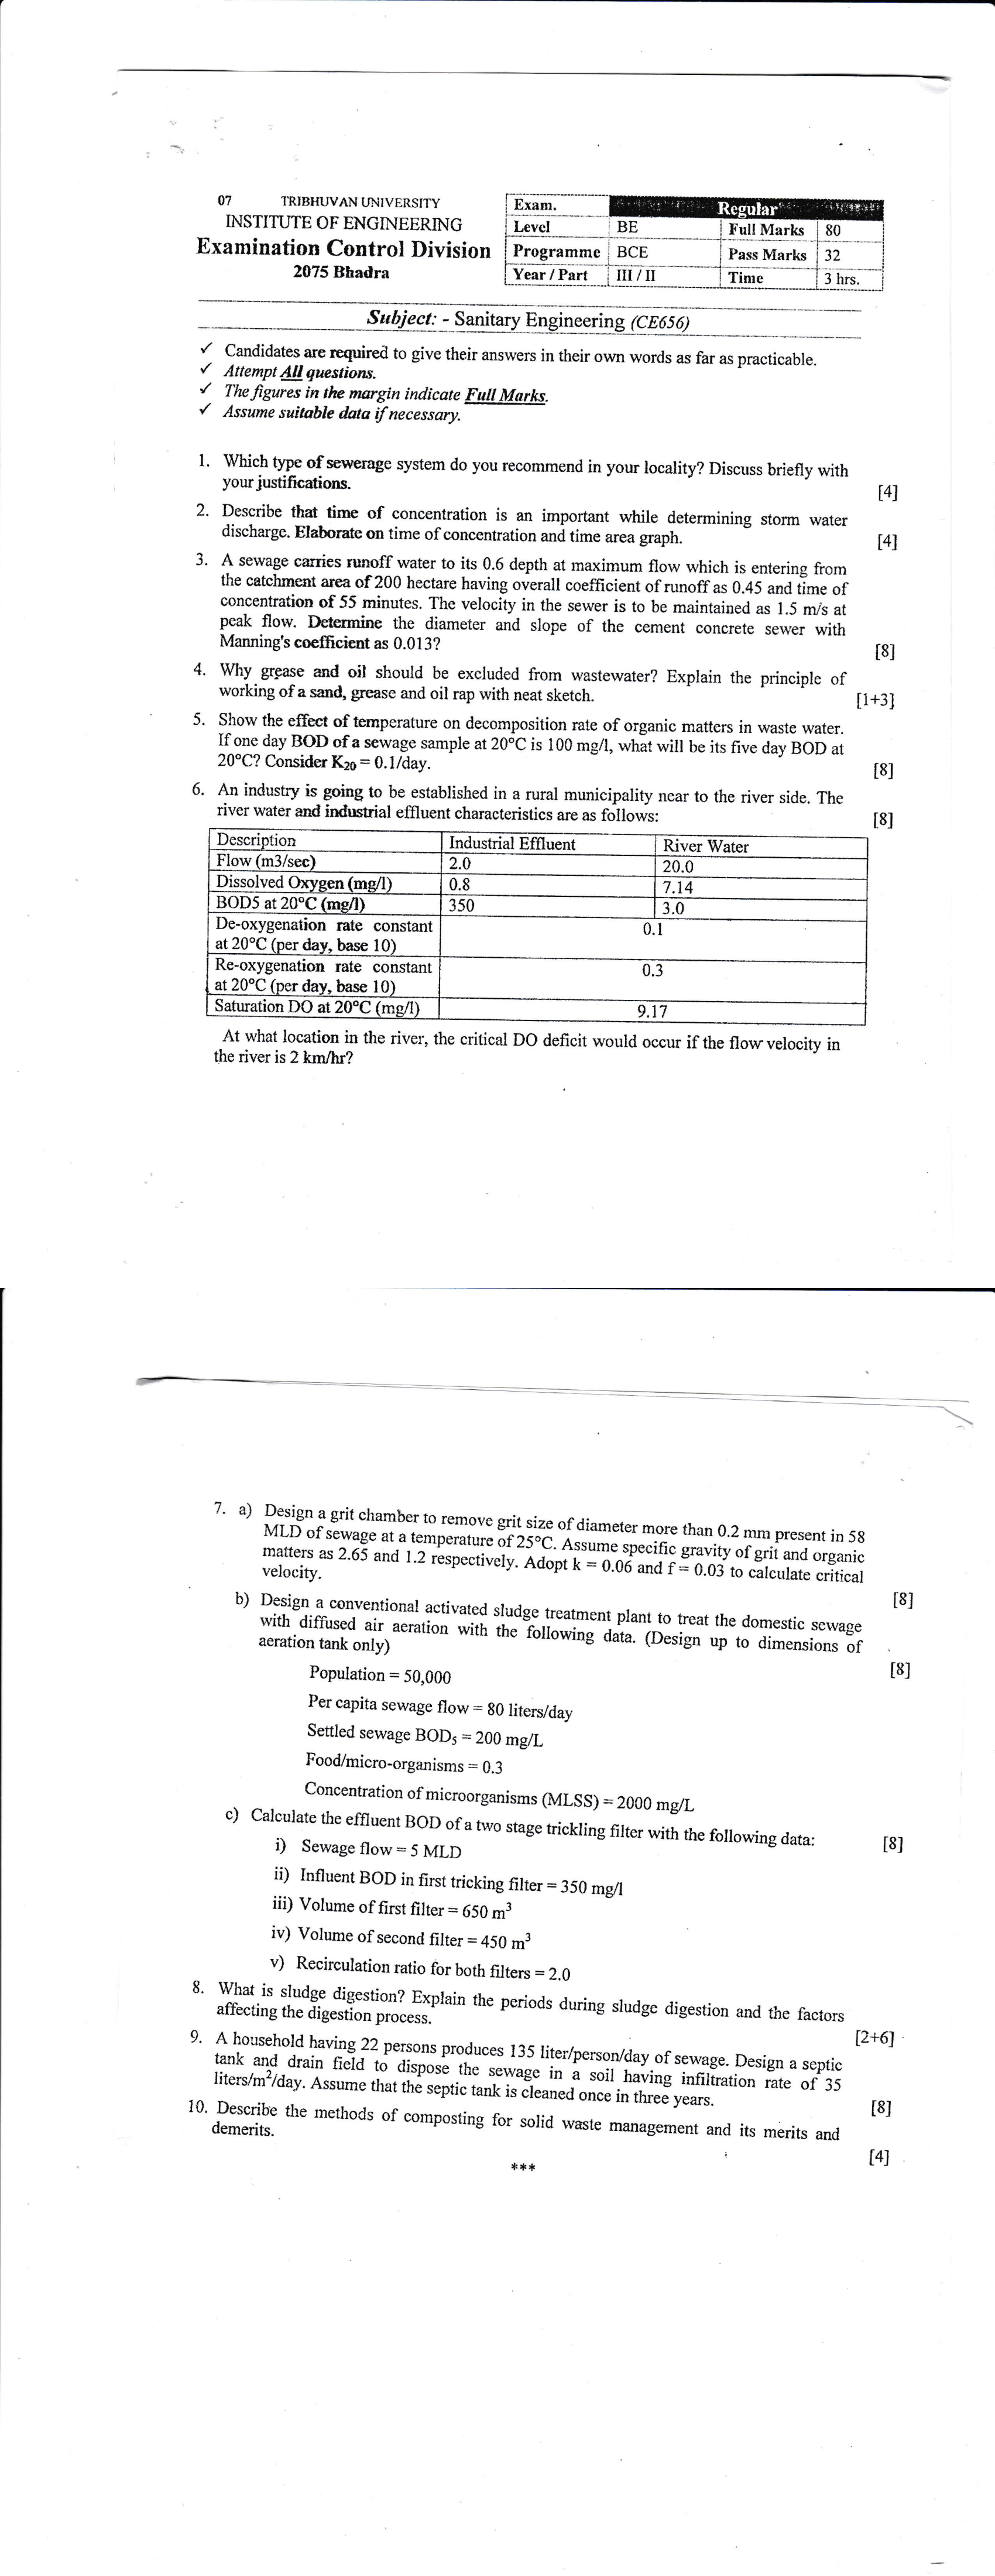 07 TRIBHUVAN UNIVERSITY
INSTITUTE OF ENGINEERING
Examination Control Division
2075 Bhadra
Exam. Regular
Level BE Full Marks 80
Programme BCE Pass Marks 32
Year / Part III / II Time 3 hrs.
Subject: - Sanitary Engineering (CE656)
✓ Candidates are required to give their answers in their own words as far as practicable.
✓ Attempt All questions.
✓ The figures in the margin indicate Full Marks.
✓ Assume suitable data if necessary.
1. Which type of sewerage system do you recommend in your locality? Discuss briefly with
your justifications. [4]
2. Describe that time of concentration is an important while determining storm water
discharge. Elaborate on time of concentration and time area graph. [4]
3. A sewage carries runoff water to its 0.6 depth at maximum flow which is entering from
the catchment area of 200 hectare having overall coefficient of runoff as 0.45 and time of
concentration of 55 minutes. The velocity in the sewer is to be maintained as 1.5 m/s at
peak flow. Determine the diameter and slope of the cement concrete sewer with
Manning's coefficient as 0.013? [8]
4. Why grease and oil should be excluded from wastewater? Explain the principle of
working of a sand, grease and oil rap with neat sketch. [1+3]
5. Show the effect of temperature on decomposition rate of organic matters in waste water.
If one day BOD of a sewage sample at 20°C is 100 mg/l, what will be its five day BOD at
20°C? Consider K20 = 0.1/day. [8]
6. An industry is going to be established in a rural municipality near to the river side. The
river water and industrial effluent characteristics are as follows: [8]
Description Industrial Effluent River Water
Flow (m3/sec) 2.0 20.0
Dissolved Oxygen (mg/l) 0.8 7.14
BOD5 at 20°C (mg/l) 350 3.0
De-oxygenation rate constant 0.1
at 20°C (per day, base 10)
Re-oxygenation rate constant 0.3
at 20°C (per day, base 10)
Saturation DO at 20°C (mg/l) 9.17
At what location in the river, the critical DO deficit would occur if the flow velocity in
the river is 2 km/hr?
7. a) Design a grit chamber to remove grit size of diameter more than 0.2 mm present in 58
MLD of sewage at a temperature of 25°C. Assume specific gravity of grit and organic
matters as 2.65 and 1.2 respectively. Adopt k = 0.06 and f = 0.03 to calculate critical
velocity. [8]
b) Design a conventional activated sludge treatment plant to treat the domestic sewage
with diffused air aeration with the following data. (Design up to dimensions of
aeration tank only) [8]
Population = 50,000
Per capita sewage flow = 80 liters/day
Settled sewage BOD5 = 200 mg/L
Food/micro-organisms = 0.3
Concentration of microorganisms (MLSS) = 2000 mg/L
c) Calculate the effluent BOD of a two stage trickling filter with the following data: [8]
i) Sewage flow = 5 MLD
ii) Influent BOD in first tricking filter = 350 mg/l
iii) Volume of first filter = 650 m³
iv) Volume of second filter = 450 m³
v) Recirculation ratio for both filters = 2.0
8. What is sludge digestion? Explain the periods during sludge digestion and the factors
affecting the digestion process. [2+6]
9. A household having 22 persons produces 135 liter/person/day of sewage. Design a septic
tank and drain field to dispose the sewage in a soil having infiltration rate of 35
liters/m²/day. Assume that the septic tank is cleaned once in three years. [8]
10. Describe the methods of composting for solid waste management and its merits and
demerits. [4]
***